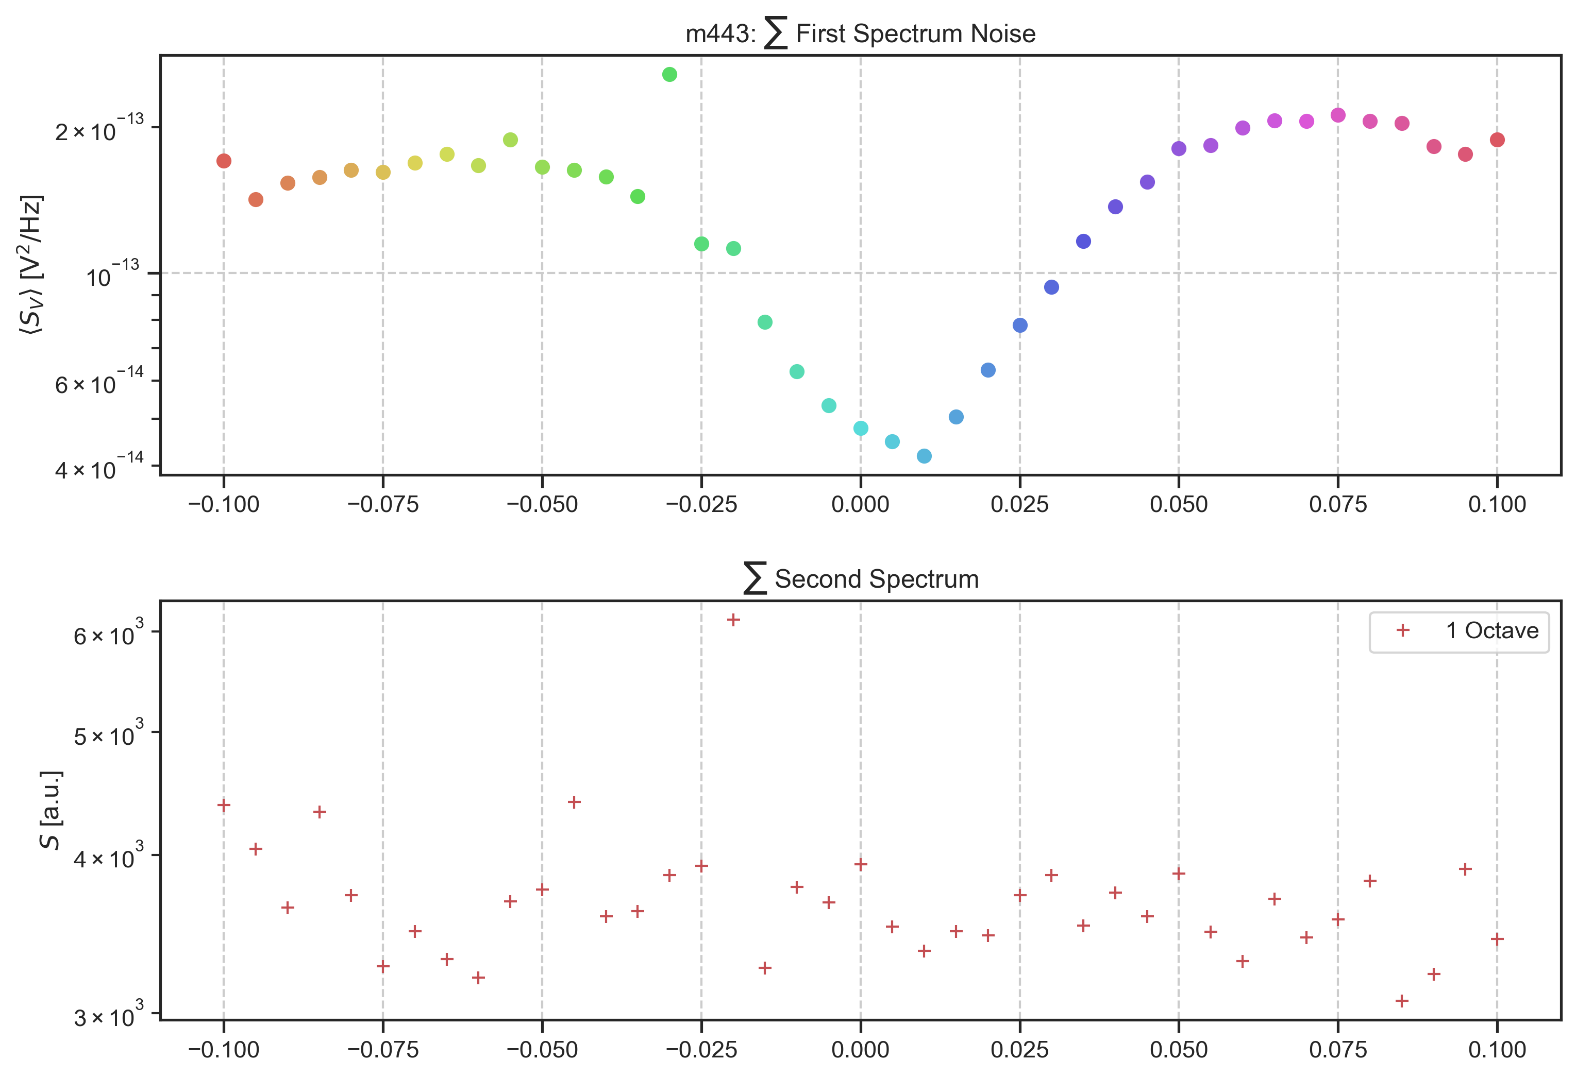 m443: ∑ First Spectrum Noise
⟨S_V⟩ [V²/Hz]
2 × 10⁻¹³
10⁻¹³
6 × 10⁻¹⁴
4 × 10⁻¹⁴
−0.100 −0.075 −0.050 −0.025 0.000 0.025 0.050 0.075 0.100
∑ Second Spectrum
S [a.u.]
6 × 10³
5 × 10³
4 × 10³
3 × 10³
1 Octave
−0.100 −0.075 −0.050 −0.025 0.000 0.025 0.050 0.075 0.100